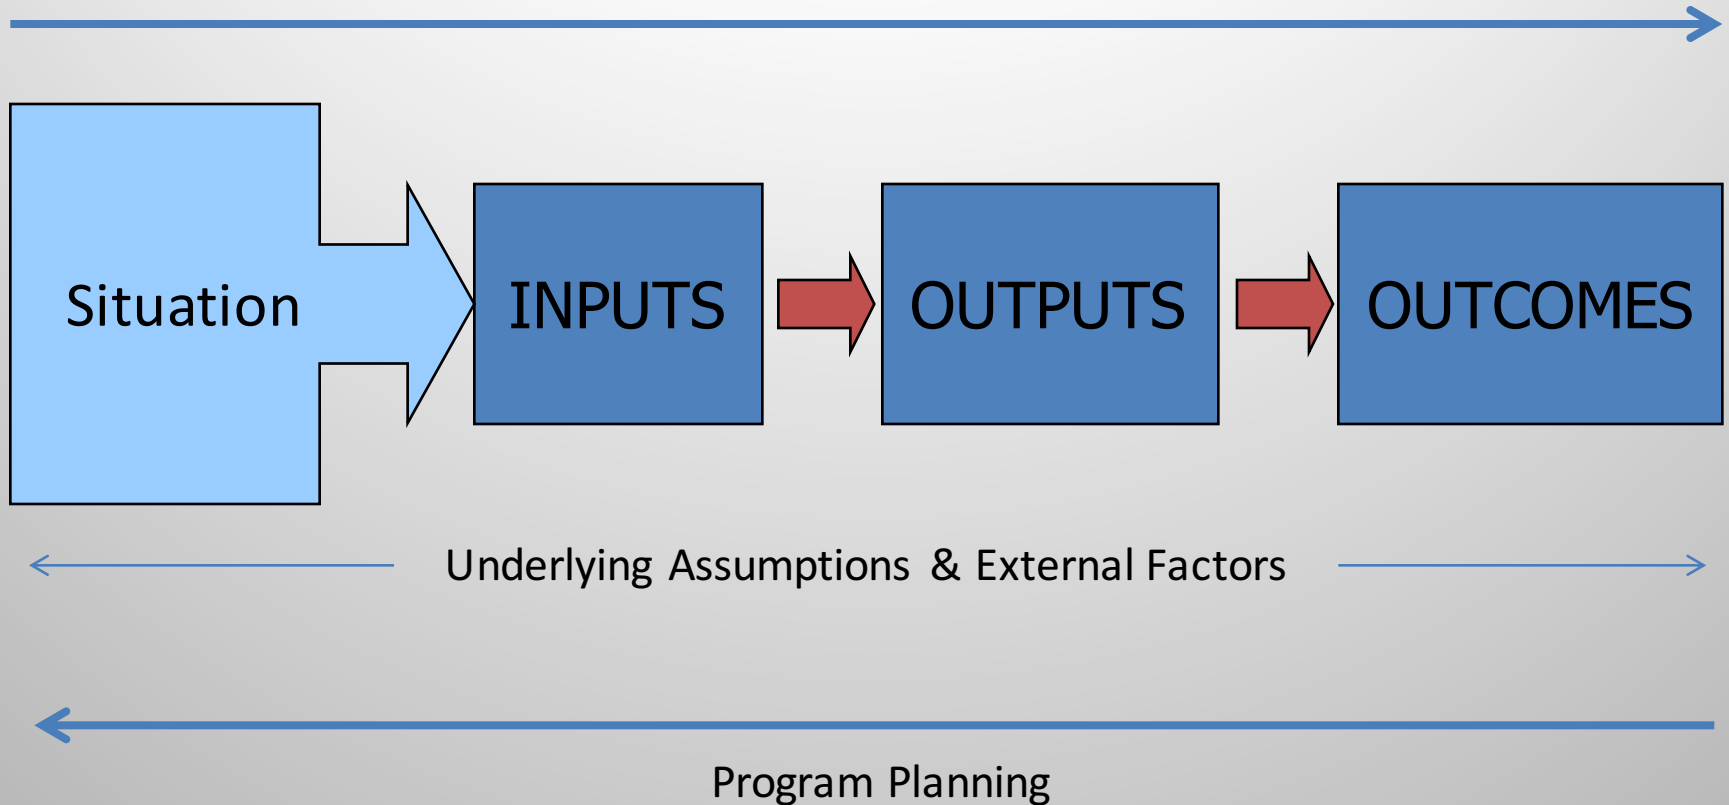 Situation
INPUTS
OUTPUTS
OUTCOMES
Underlying Assumptions & External Factors
Program Planning